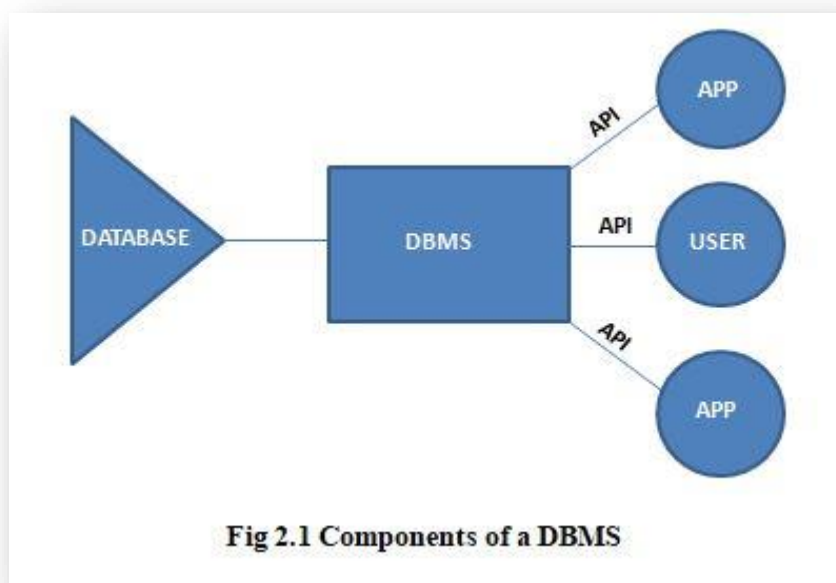 APP
API
DATABASE
DBMS
API
USER
API
APP
Fig 2.1 Components of a DBMS